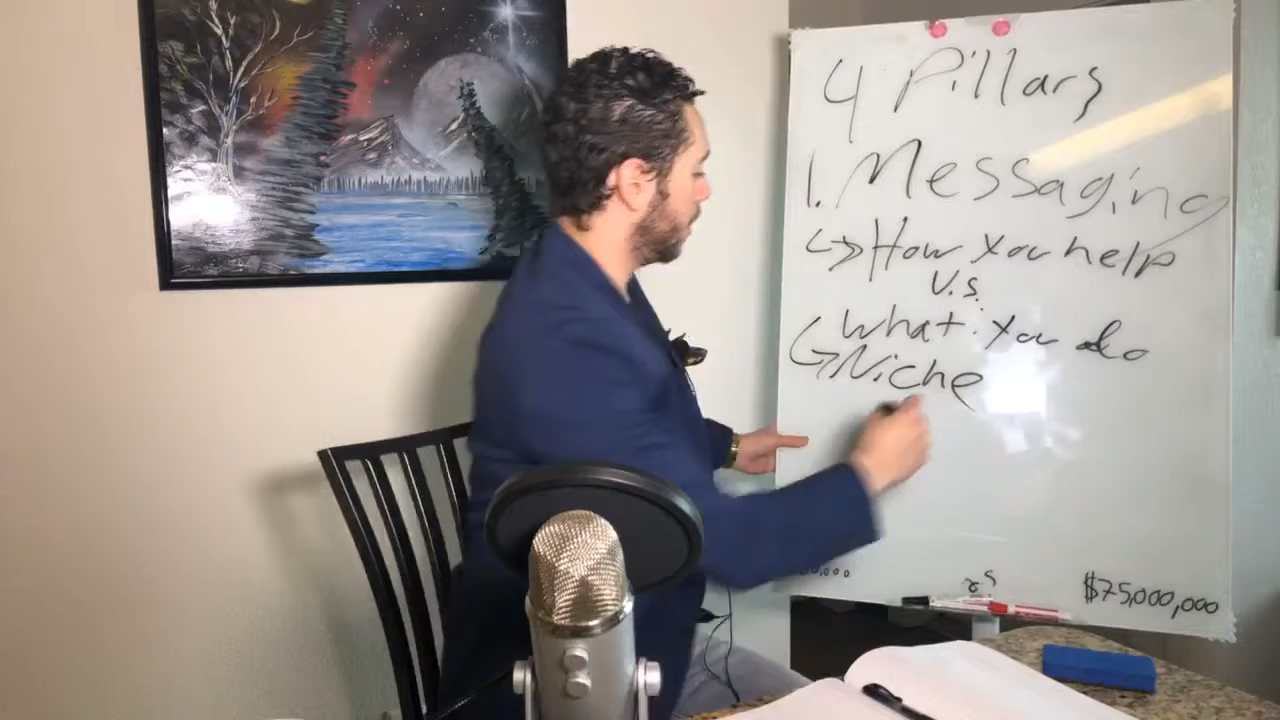 4 Pillars
1. Messaging
↳ How You help
V.S.
What You do
↳ Niche
$75,000,000